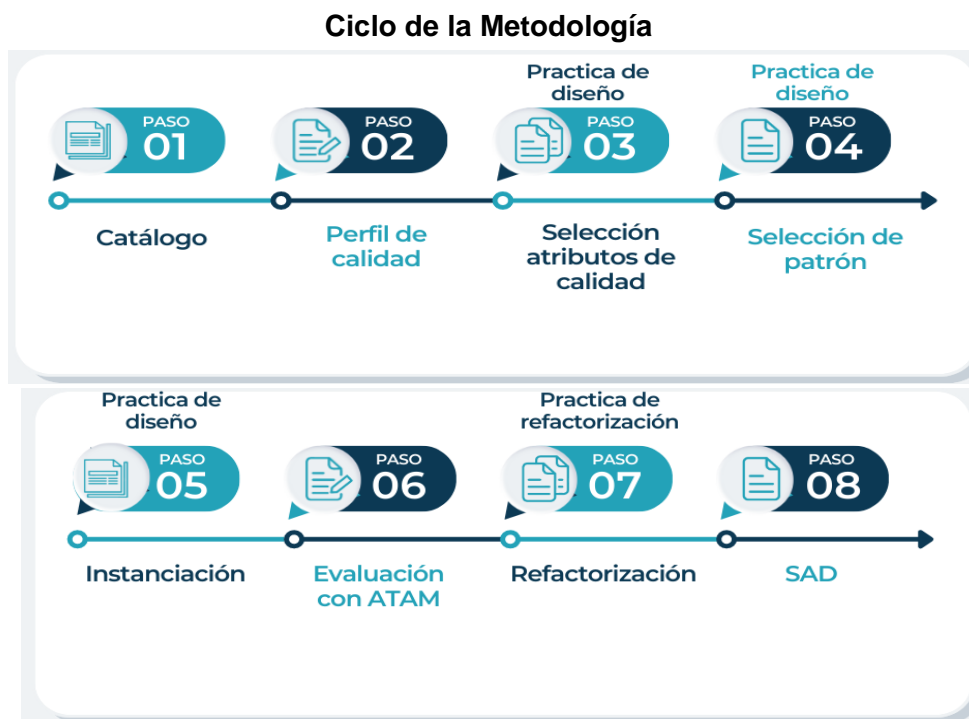 Ciclo de la Metodología
Practica de
diseño
Practica de
diseño
PASO
01
PASO
02
PASO
03
PASO
04
Catálogo
Perfil de
calidad
Selección
atributos de
calidad
Selección de
patrón
Practica de
diseño
Practica de
refactorización
PASO
05
PASO
06
PASO
07
PASO
08
Instanciación
Evaluación
con ATAM
Refactorización
SAD